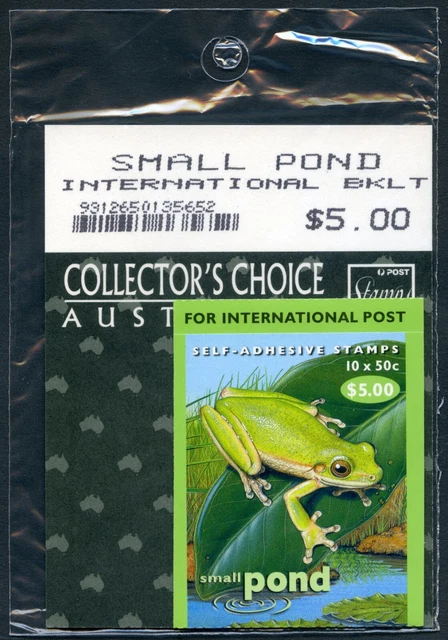 SMALL POND
INTERNATIONAL BKLT
9312650135652
$5.00
COLLECTOR'S CHOICE
POST
Stamp
AUST
FOR INTERNATIONAL POST
SELF-ADHESIVE STAMPS
10 x 50c
$5.00
small pond